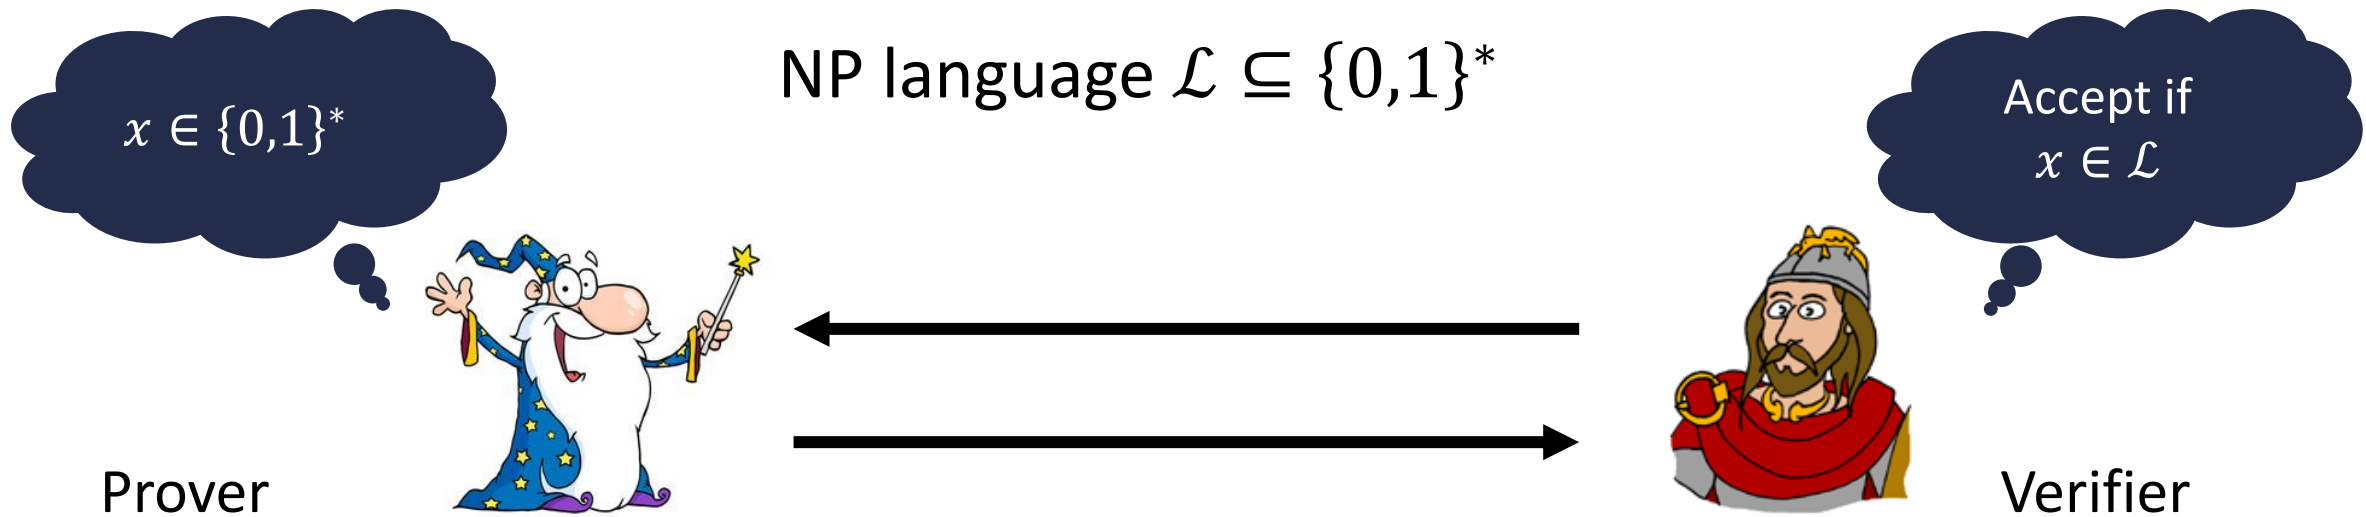 NP language ℒ ⊆ {0,1}*
x ∈ {0,1}*
Accept if
x ∈ ℒ
Prover
Verifier